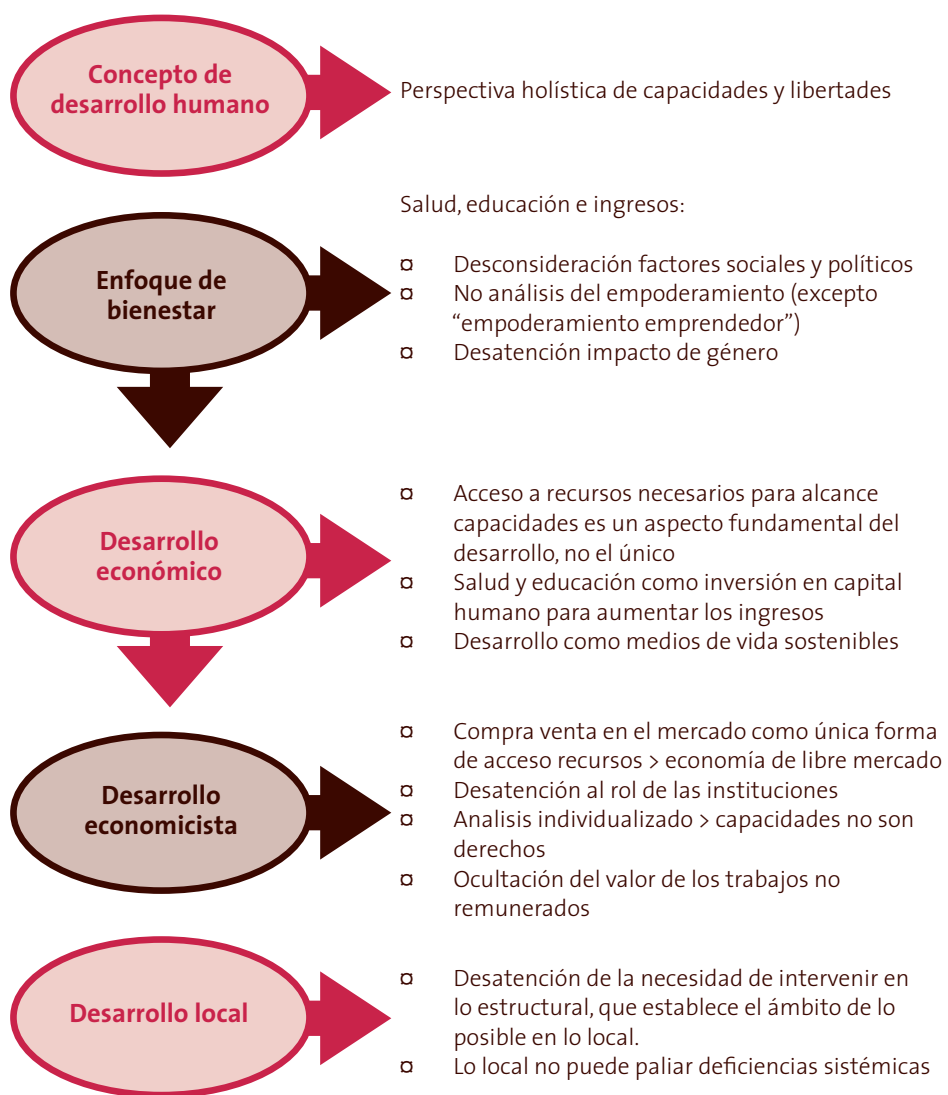 Concepto de
desarrollo humano
Perspectiva holística de capacidades y libertades
Enfoque de
bienestar
Salud, educación e ingresos:
¤ Desconsideración factores sociales y políticos
¤ No análisis del empoderamiento (excepto
“empoderamiento emprendedor”)
¤ Desatención impacto de género
Desarrollo
económico
¤ Acceso a recursos necesarios para alcance
capacidades es un aspecto fundamental del
desarrollo, no el único
¤ Salud y educación como inversión en capital
humano para aumentar los ingresos
¤ Desarrollo como medios de vida sostenibles
Desarrollo
economicista
¤ Compra venta en el mercado como única forma
de acceso recursos > economía de libre mercado
¤ Desatención al rol de las instituciones
¤ Analisis individualizado > capacidades no son
derechos
¤ Ocultación del valor de los trabajos no
remunerados
Desarrollo local
¤ Desatención de la necesidad de intervenir en
lo estructural, que establece el ámbito de lo
posible en lo local.
¤ Lo local no puede paliar deficiencias sistémicas